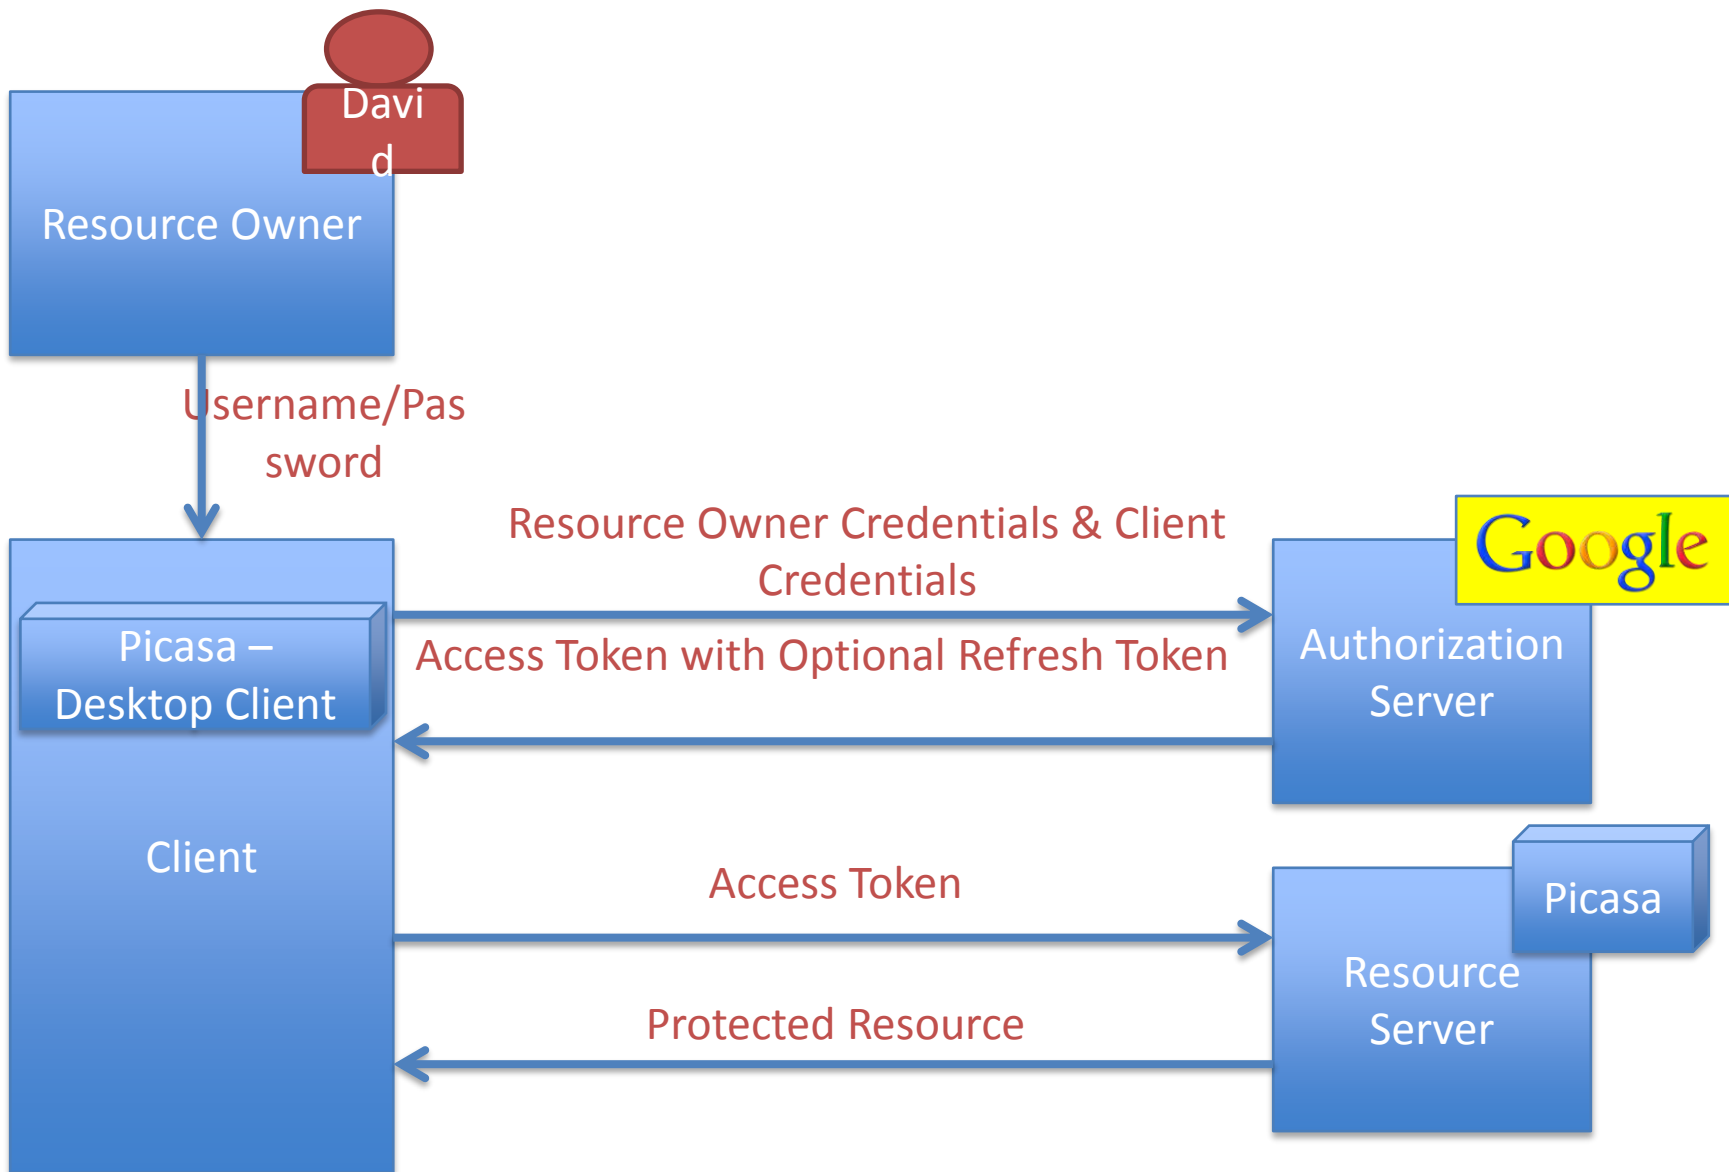 Davi
d
Resource Owner
Username/Pas
sword
Resource Owner Credentials & Client
Credentials
Google
Picasa –
Desktop Client
Access Token with Optional Refresh Token
Authorization
Server
Client
Access Token
Picasa
Resource
Server
Protected Resource